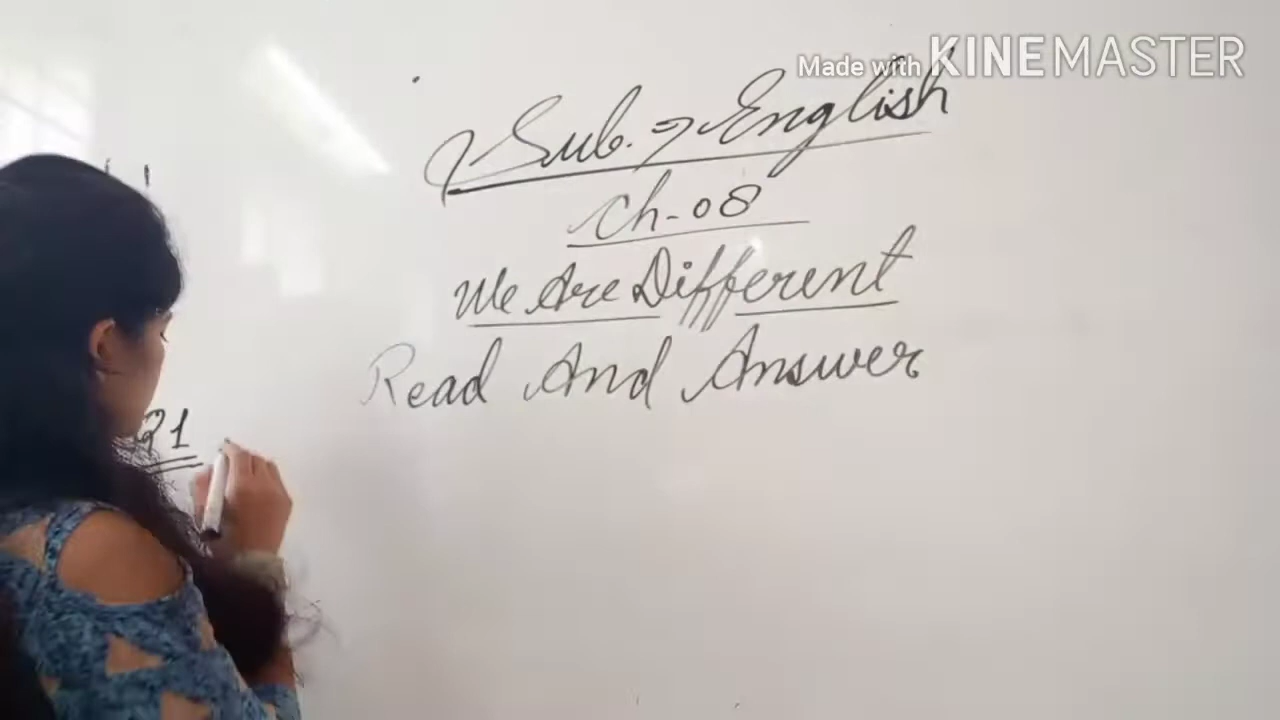 Made with KINEMASTER
Sub. → English
Ch-08
We Are Different
Read And Answer
Q1